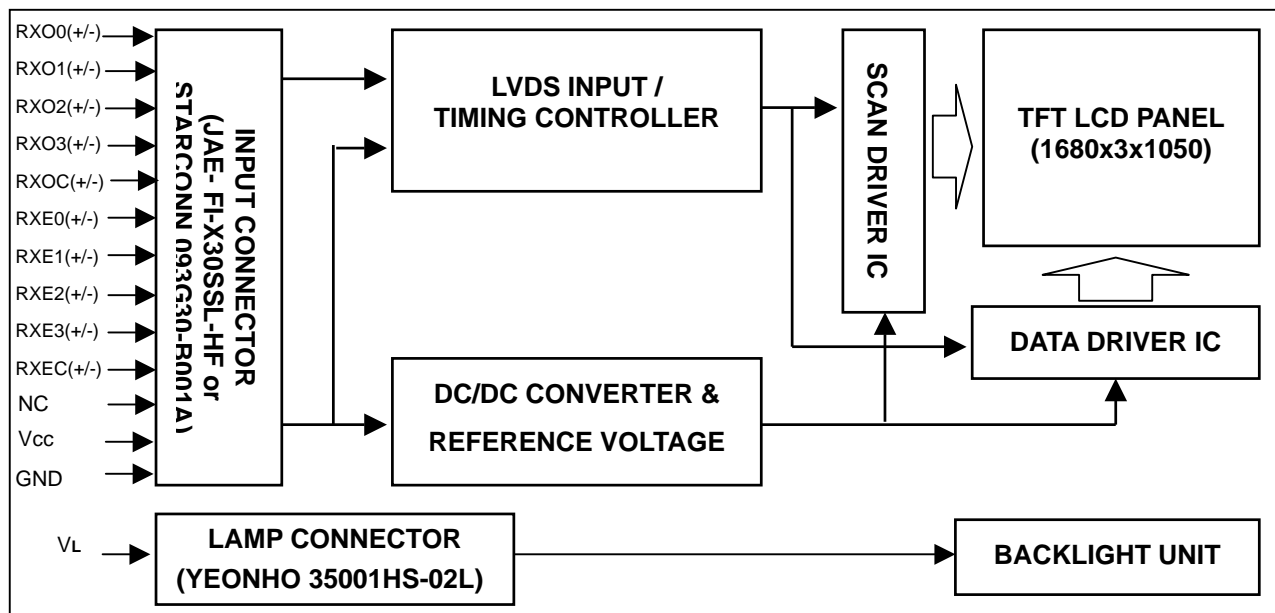 RXO0(+/-)
RXO1(+/-)
RXO2(+/-)
RXO3(+/-)
RXOC(+/-)
RXE0(+/-)
RXE1(+/-)
RXE2(+/-)
RXE3(+/-)
RXEC(+/-)
NC
Vcc
GND
VL
INPUT CONNECTOR
(JAE- FI-X30SSL-HF or
STARCONN 093G30-B001A)
LVDS INPUT /
TIMING CONTROLLER
DC/DC CONVERTER &
REFERENCE VOLTAGE
SCAN DRIVER IC
TFT LCD PANEL
(1680x3x1050)
DATA DRIVER IC
LAMP CONNECTOR
(YEONHO 35001HS-02L)
BACKLIGHT UNIT